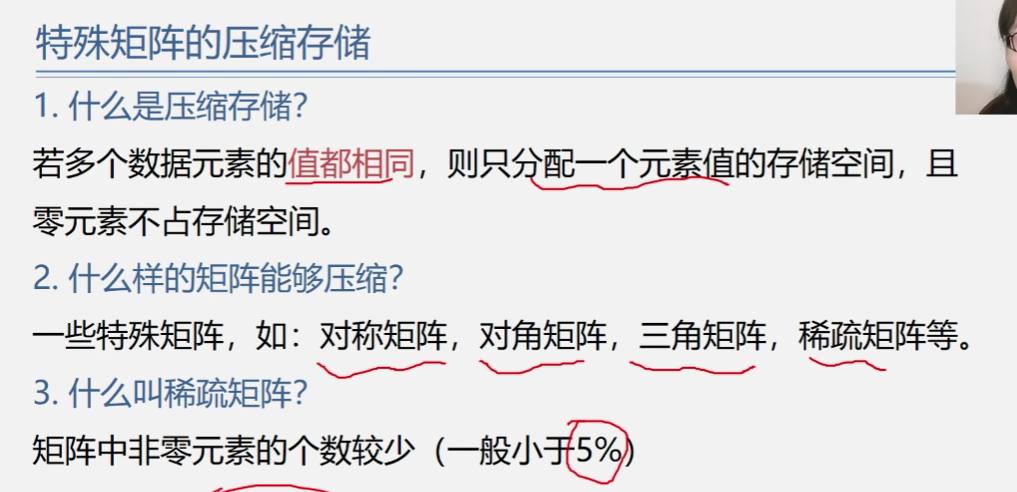 特殊矩阵的压缩存储
1. 什么是压缩存储？
若多个数据元素的值都相同，则只分配一个元素值的存储空间，且
零元素不占存储空间。
2. 什么样的矩阵能够压缩？
一些特殊矩阵，如：对称矩阵，对角矩阵，三角矩阵，稀疏矩阵等。
3. 什么叫稀疏矩阵？
矩阵中非零元素的个数较少（一般小于5%）